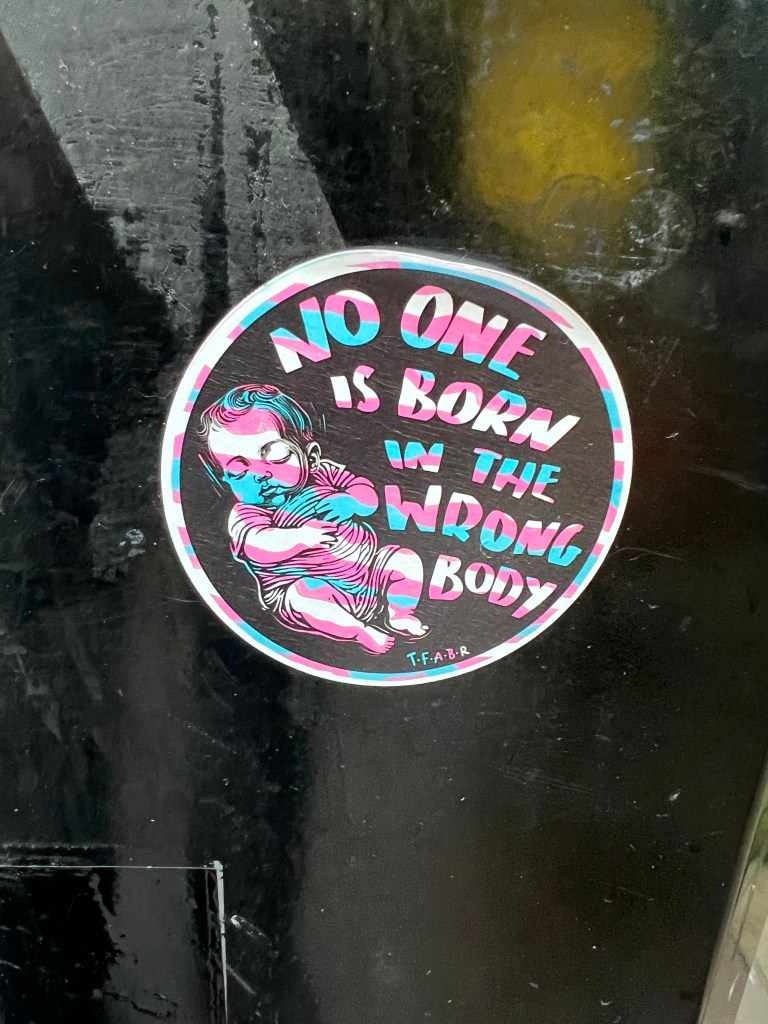 NO ONE
IS BORN
IN THE
WRONG
BODY
T·F·A·B·R